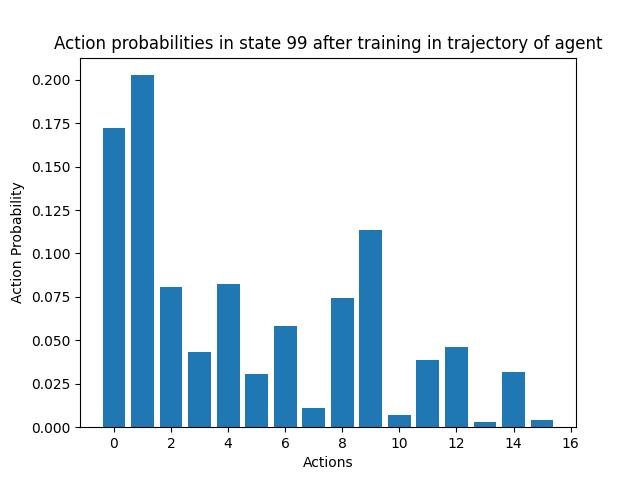 Action probabilities in state 99 after training in trajectory of agent
0.200
0.175
0.150
0.125
0.100
0.075
0.050
0.025
0.000
Action Probability
0 2 4 6 8 10 12 14 16
Actions